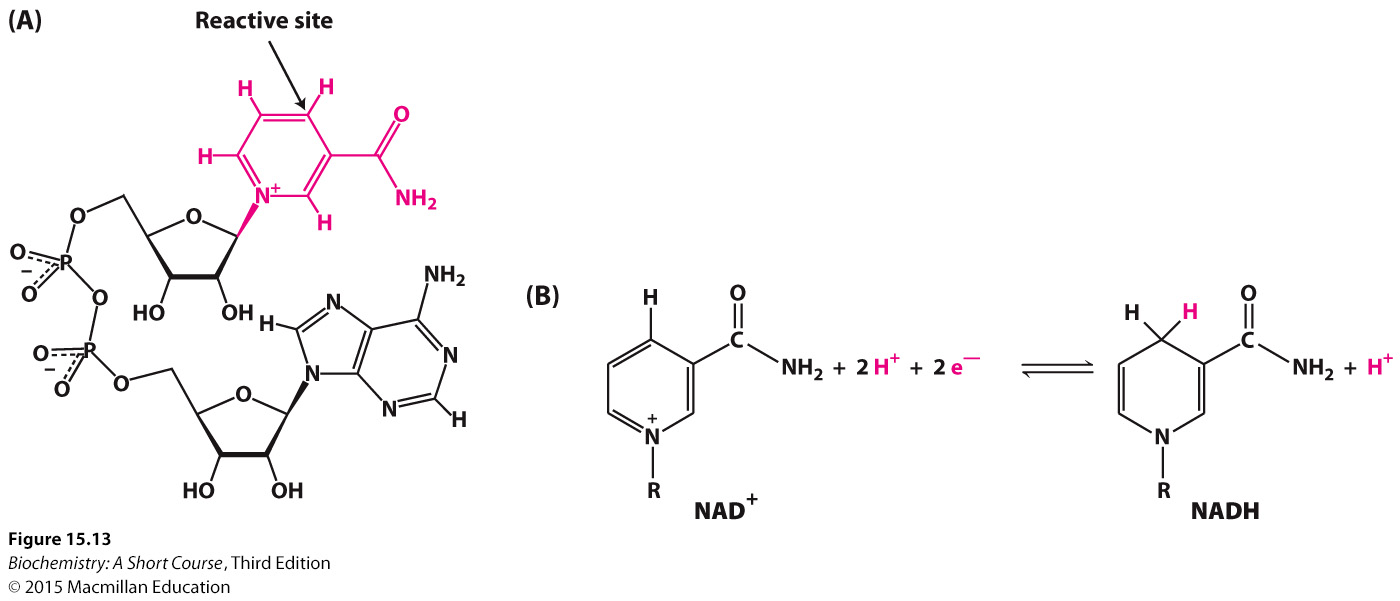 (A)
Reactive site
H
H
O
H
N+
NH2
H
O
O
O
P
–
O
HO
OH
O
NH2
(B)
H
N
N
H
O
P
–
O
O
N
N
H
O
HO
OH
H
O
C
NH2 + 2 H+ + 2 e–
N+
R
NAD+
H
H
O
C
NH2 + H+
N
R
NADH
Figure 15.13
Biochemistry: A Short Course, Third Edition
© 2015 Macmillan Education